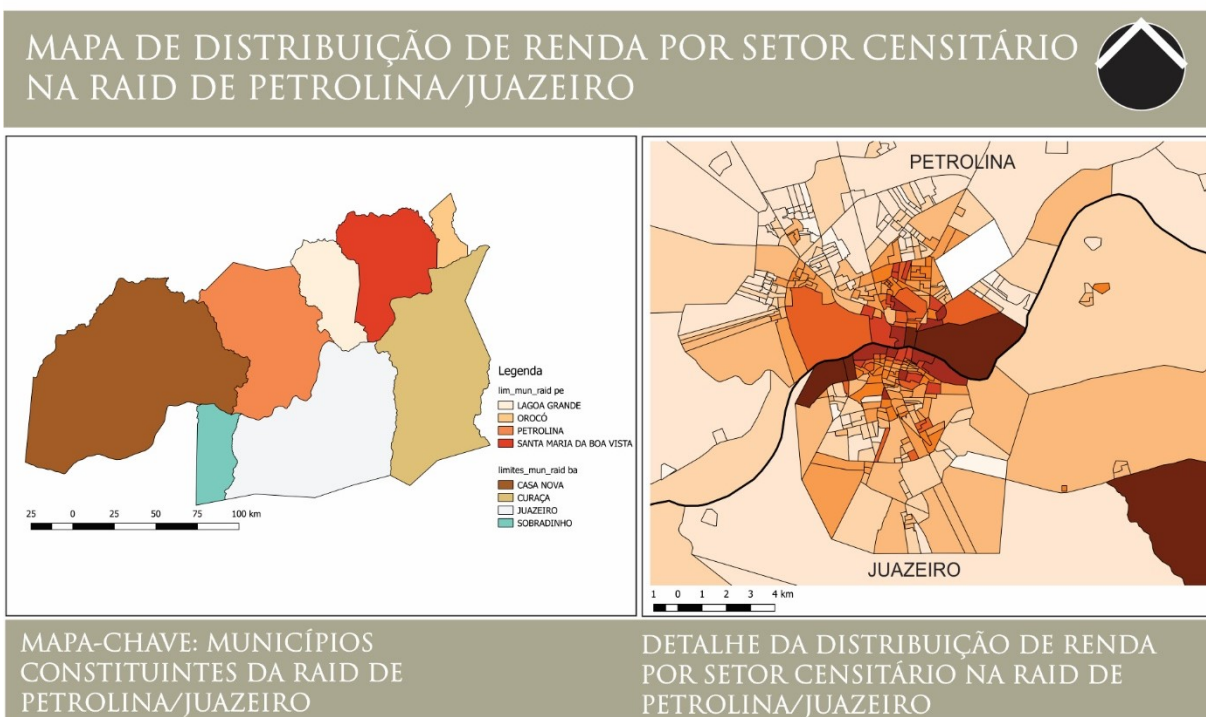 MAPA DE DISTRIBUIÇÃO DE RENDA POR SETOR CENSITÁRIO
NA RAID DE PETROLINA/JUAZEIRO
Legenda
lim_mun_raid pe
LAGOA GRANDE
OROCÓ
PETROLINA
SANTA MARIA DA BOA VISTA
limites_mun_raid ba
CASA NOVA
CURAÇA
JUAZEIRO
SOBRADINHO
25 0 25 50 75 100 km
PETROLINA
JUAZEIRO
1 0 1 2 3 4 km
MAPA-CHAVE: MUNICÍPIOS
CONSTITUINTES DA RAID DE
PETROLINA/JUAZEIRO
DETALHE DA DISTRIBUIÇÃO DE RENDA
POR SETOR CENSITÁRIO NA RAID DE
PETROLINA/JUAZEIRO